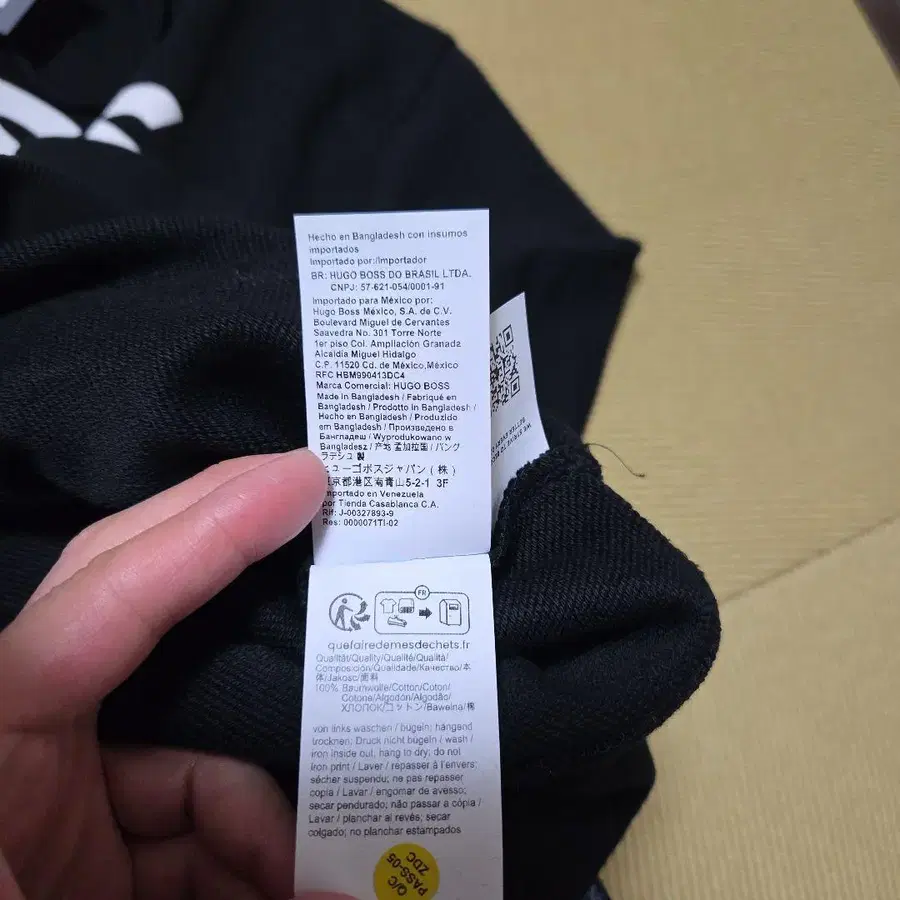 Hecho en Bangladesh con insumos
importados
Importado por:/importador
BR: HUGO BOSS DO BRASIL LTDA.
CNPJ: 57-621-054/0001-91
Importado para México por:
Hugo Boss México, S.A. de C.V.
Boulevard Miguel de Cervantes
Saavedra No. 301 Torre Norte
1er piso Col. Ampliación Granada
Alcaldia Miguel Hidalgo
C.P. 11520 Cd. de México,México
RFC HBM990413DC4
Marca Comercial: HUGO BOSS
Made in Bangladesh / Fabriqué en
Bangladesh / Prodotto in Bangladesh /
Hecho en Bangladesh / Produzido
em Bangladesh / Произведено в
Бангладеш / Wyprodukowano w
Bangladesz / 产地 孟加拉国 / バング
ラデシュ 製
ヒューゴボスジャパン (株)
東京都港区南青山5-2-1 3F
Importado en Venezuela
por Tienda Casablanca C.A.
Rif: J-00327893-9
Res: 0000071TI-02
FR
quefairedemesdechets.fr
Qualität/Quality/Qualité/Qualità/
Composición/Qualidade/Качество/本
体/Jakość/面料
100% Baumwolle/Cotton/Coton/
Cotone/Algodón/Algodão/
ХЛОПОК/コットン/Bawełna/棉
von links waschen / bügeln; hängend
trocknen; Druck nicht bügeln / wash /
iron inside out, hang to dry; do not
iron print / Laver / repasser à l'envers;
sécher suspendu; ne pas repasser
copia / Lavar / engomar de avesso;
secar pendurado; não passar a cópia /
Lavar / planchar al revés; secar
colgado; no planchar estampados
Q/C
PASS-05
ZDC